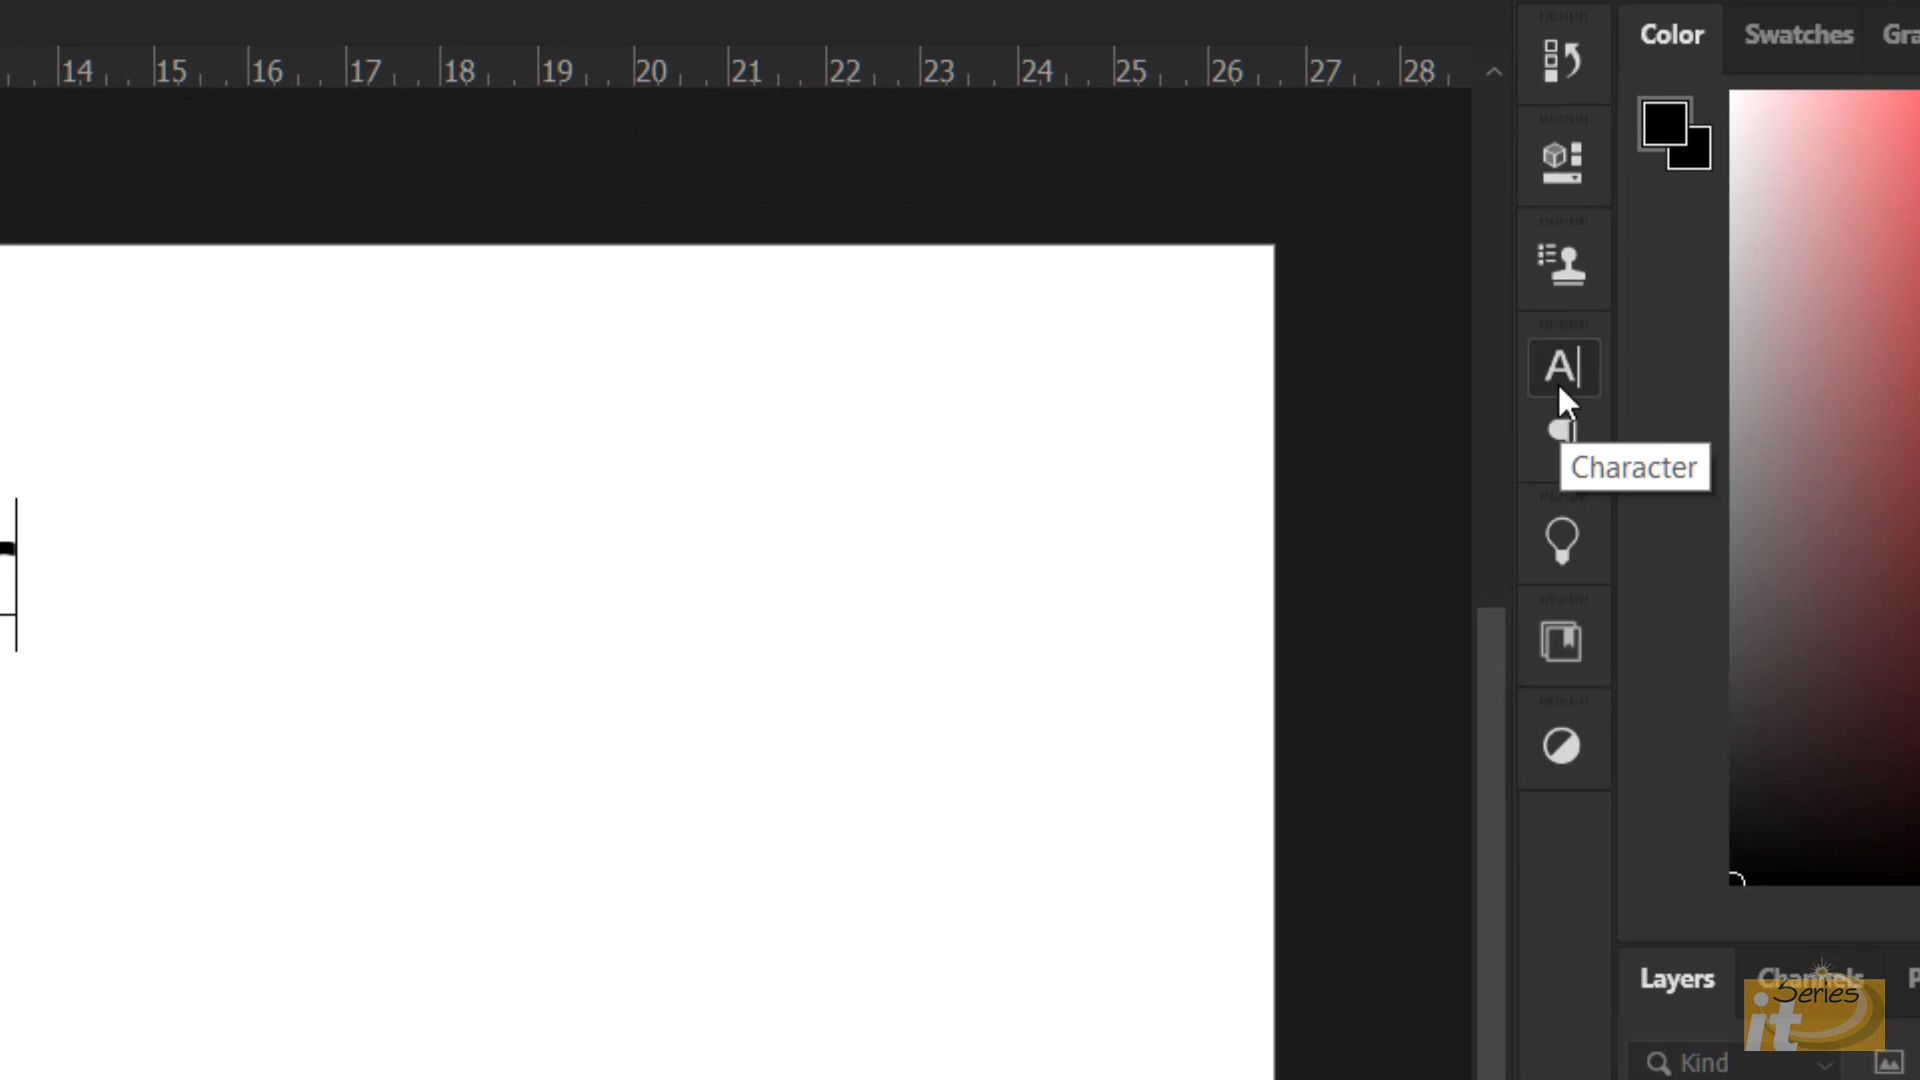 14 15 16 17 18 19 20 21 22 23 24 25 26 27 28
Color Swatches Gra
A
Character
Layers Channels P
Kind
Series
it